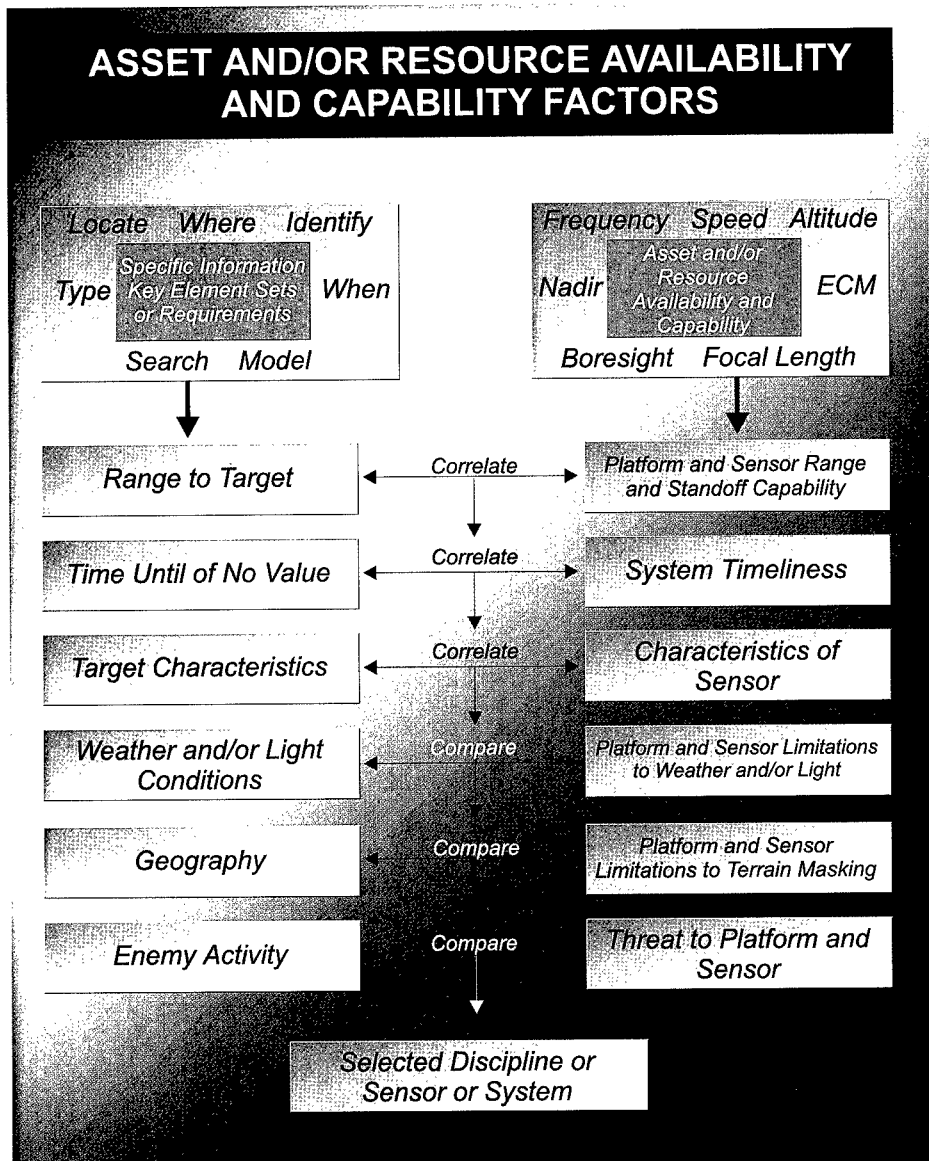 ASSET AND/OR RESOURCE AVAILABILITY
AND CAPABILITY FACTORS
Locate Where Identify
Specific Information
Key Element Sets
or Requirements
Type
When
Search Model
Frequency Speed Altitude
Asset and/or
Resource
Availability and
Capability
Nadir
ECM
Boresight Focal Length
Range to Target
Correlate
Platform and Sensor Range
and Standoff Capability
Time Until of No Value
Correlate
System Timeliness
Target Characteristics
Correlate
Characteristics of
Sensor
Weather and/or Light
Conditions
Compare
Platform and Sensor Limitations
to Weather and/or Light
Geography
Compare
Platform and Sensor
Limitations to Terrain Masking
Enemy Activity
Compare
Threat to Platform and
Sensor
Selected Discipline or
Sensor or System